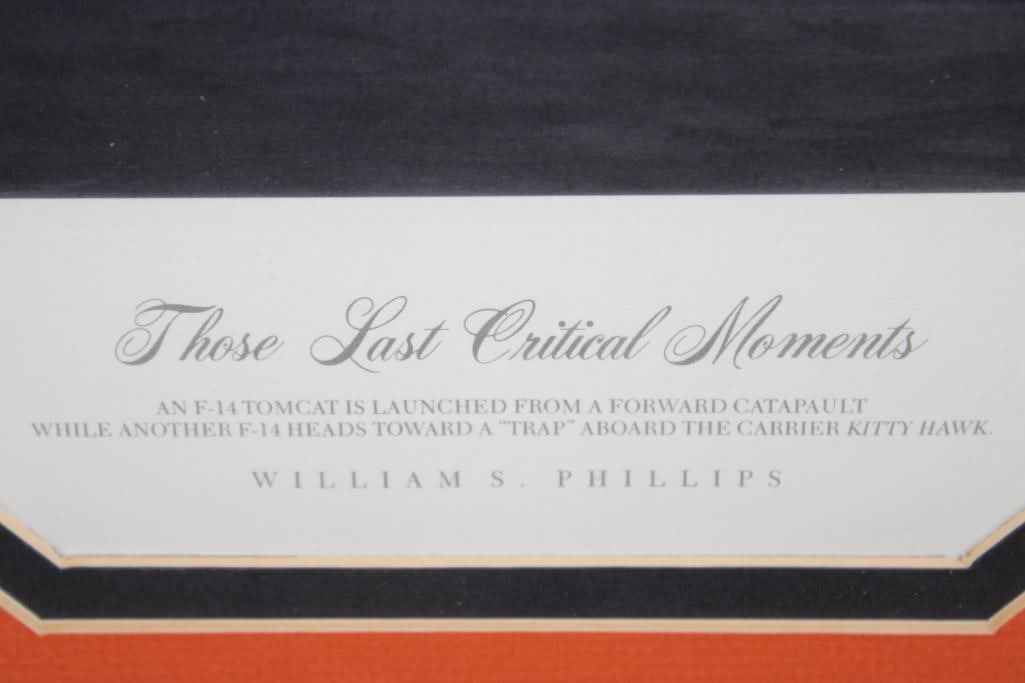 Those Last Critical Moments
AN F-14 TOMCAT IS LAUNCHED FROM A FORWARD CATAPAULT
WHILE ANOTHER F-14 HEADS TOWARD A "TRAP" ABOARD THE CARRIER KITTY HAWK.
WILLIAM S. PHILLIPS